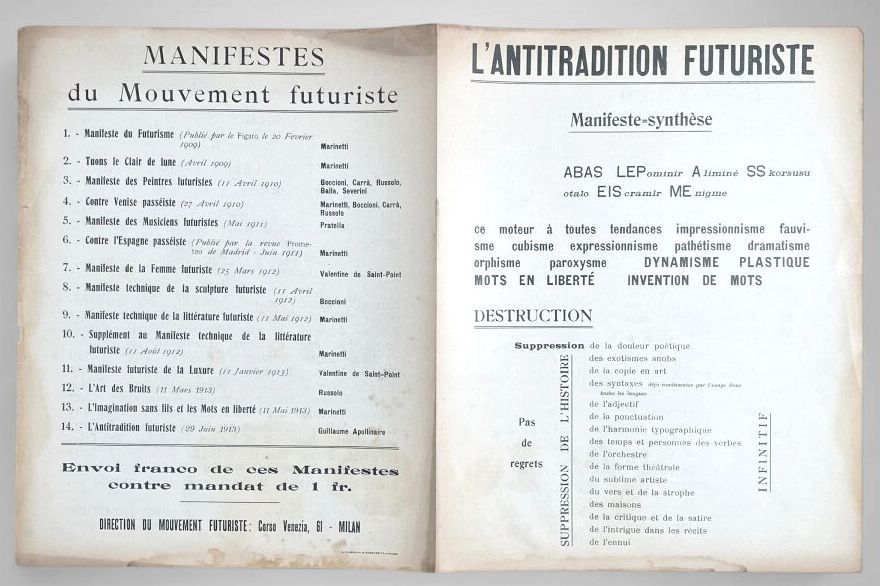 MANIFESTES
du Mouvement futuriste
1. - Manifeste du Futurisme (Publié par le Figaro le 20 Fevrier
1909) Marinetti
2. - Tuons le Clair de lune (Avril 1909) Marinetti
3. - Manifeste des Peintres futuristes (11 Avril 1910) Boccioni, Carrà, Russolo,
Balla, Severini
4. - Contre Venise passéiste (27 Avril 1910) Marinetti, Boccioni, Carrà,
Russolo
5. - Manifeste des Musiciens futuristes (Mai 1911) Pratella
6. - Contre l'Espagne passéiste (Publié par la revue Prome-
teo de Madrid - Juin 1911) Marinetti
7. - Manifeste de la Femme futuriste (25 Mars 1912) Valentine de Saint-Point
8. - Manifeste technique de la sculpture futuriste (11 Avril
1912) Boccioni
9. - Manifeste technique de la littérature futuriste (11 Mai 1912) Marinetti
10. - Supplément au Manifeste technique de la littérature
futuriste (11 Août 1912) Marinetti
11. - Manifeste futuriste de la Luxure (11 Janvier 1913) Valentine de Saint-Point
12. - L'Art des Bruits (11 Mars 1913) Russolo
13. - L'Imagination sans fils et les Mots en liberté (11 Mai 1913) Marinetti
14. - L'Antitradition futuriste (29 Juin 1913) Guillaume Apollinaire
Envoi franco de ces Manifestes
contre mandat de 1 fr.
DIRECTION DU MOUVEMENT FUTURISTE: Corso Venezia, 61 - MILAN
L'ANTITRADITION FUTURISTE
Manifeste=synthèse
ABAS LEPominir Aliminé SSkorsusu
otalo EIScramlr MEnigme
ce moteur à toutes tendances impressionnisme fauvi-
sme cubisme expressionnisme pathétisme dramatisme
orphisme paroxysme DYNAMISME PLASTIQUE
MOTS EN LIBERTÉ INVENTION DE MOTS
DESTRUCTION
Suppression de la douleur poétique
des exotismes snobs
de la copie en art
des syntaxes déjà condamnées par l'usage dans
toutes les langues
de l'adjectif
de la ponctuation
de l'harmonie typographique
des temps et personnes des verbes
de l'orchestre
de la forme théâtrale
du sublime artiste
du vers et de la strophe
des maisons
de la critique et de la satire
de l'intrigue dans les récits
de l'ennui
Pas
de
regrets
SUPPRESSION DE L'HISTOIRE
INFINITIF